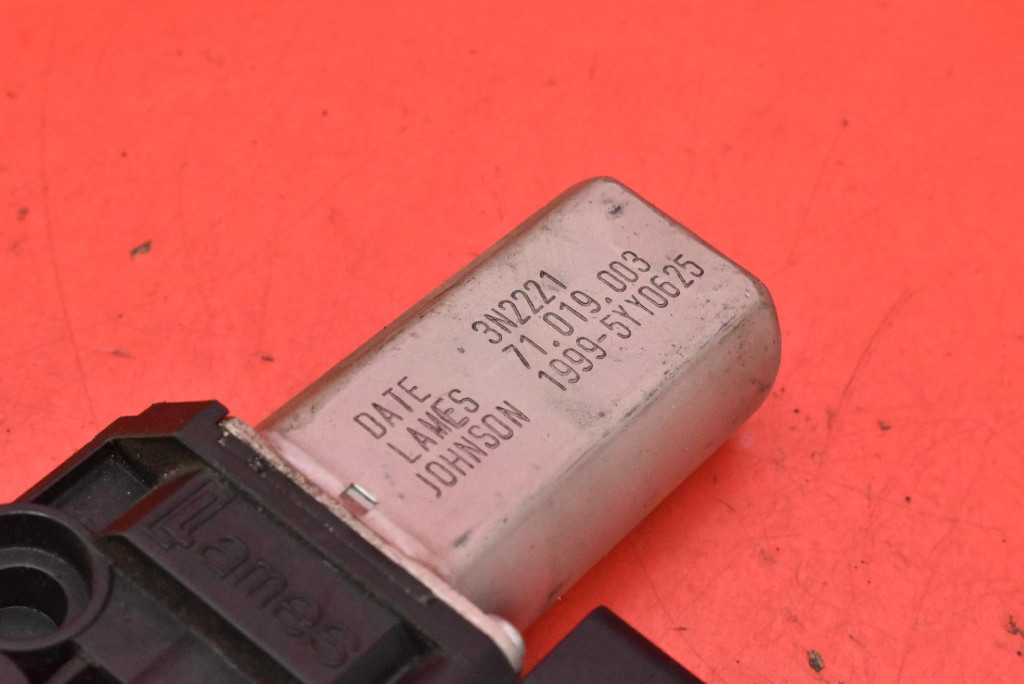 DATE 3N2221
LAMES 71.019.003
JOHNSON 1999-5YY0625
Lames